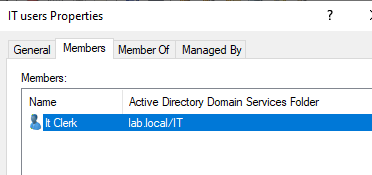 IT users Properties ?
General Members Member Of Managed By
Members:
Name Active Directory Domain Services Folder
It Clerk lab.local/IT